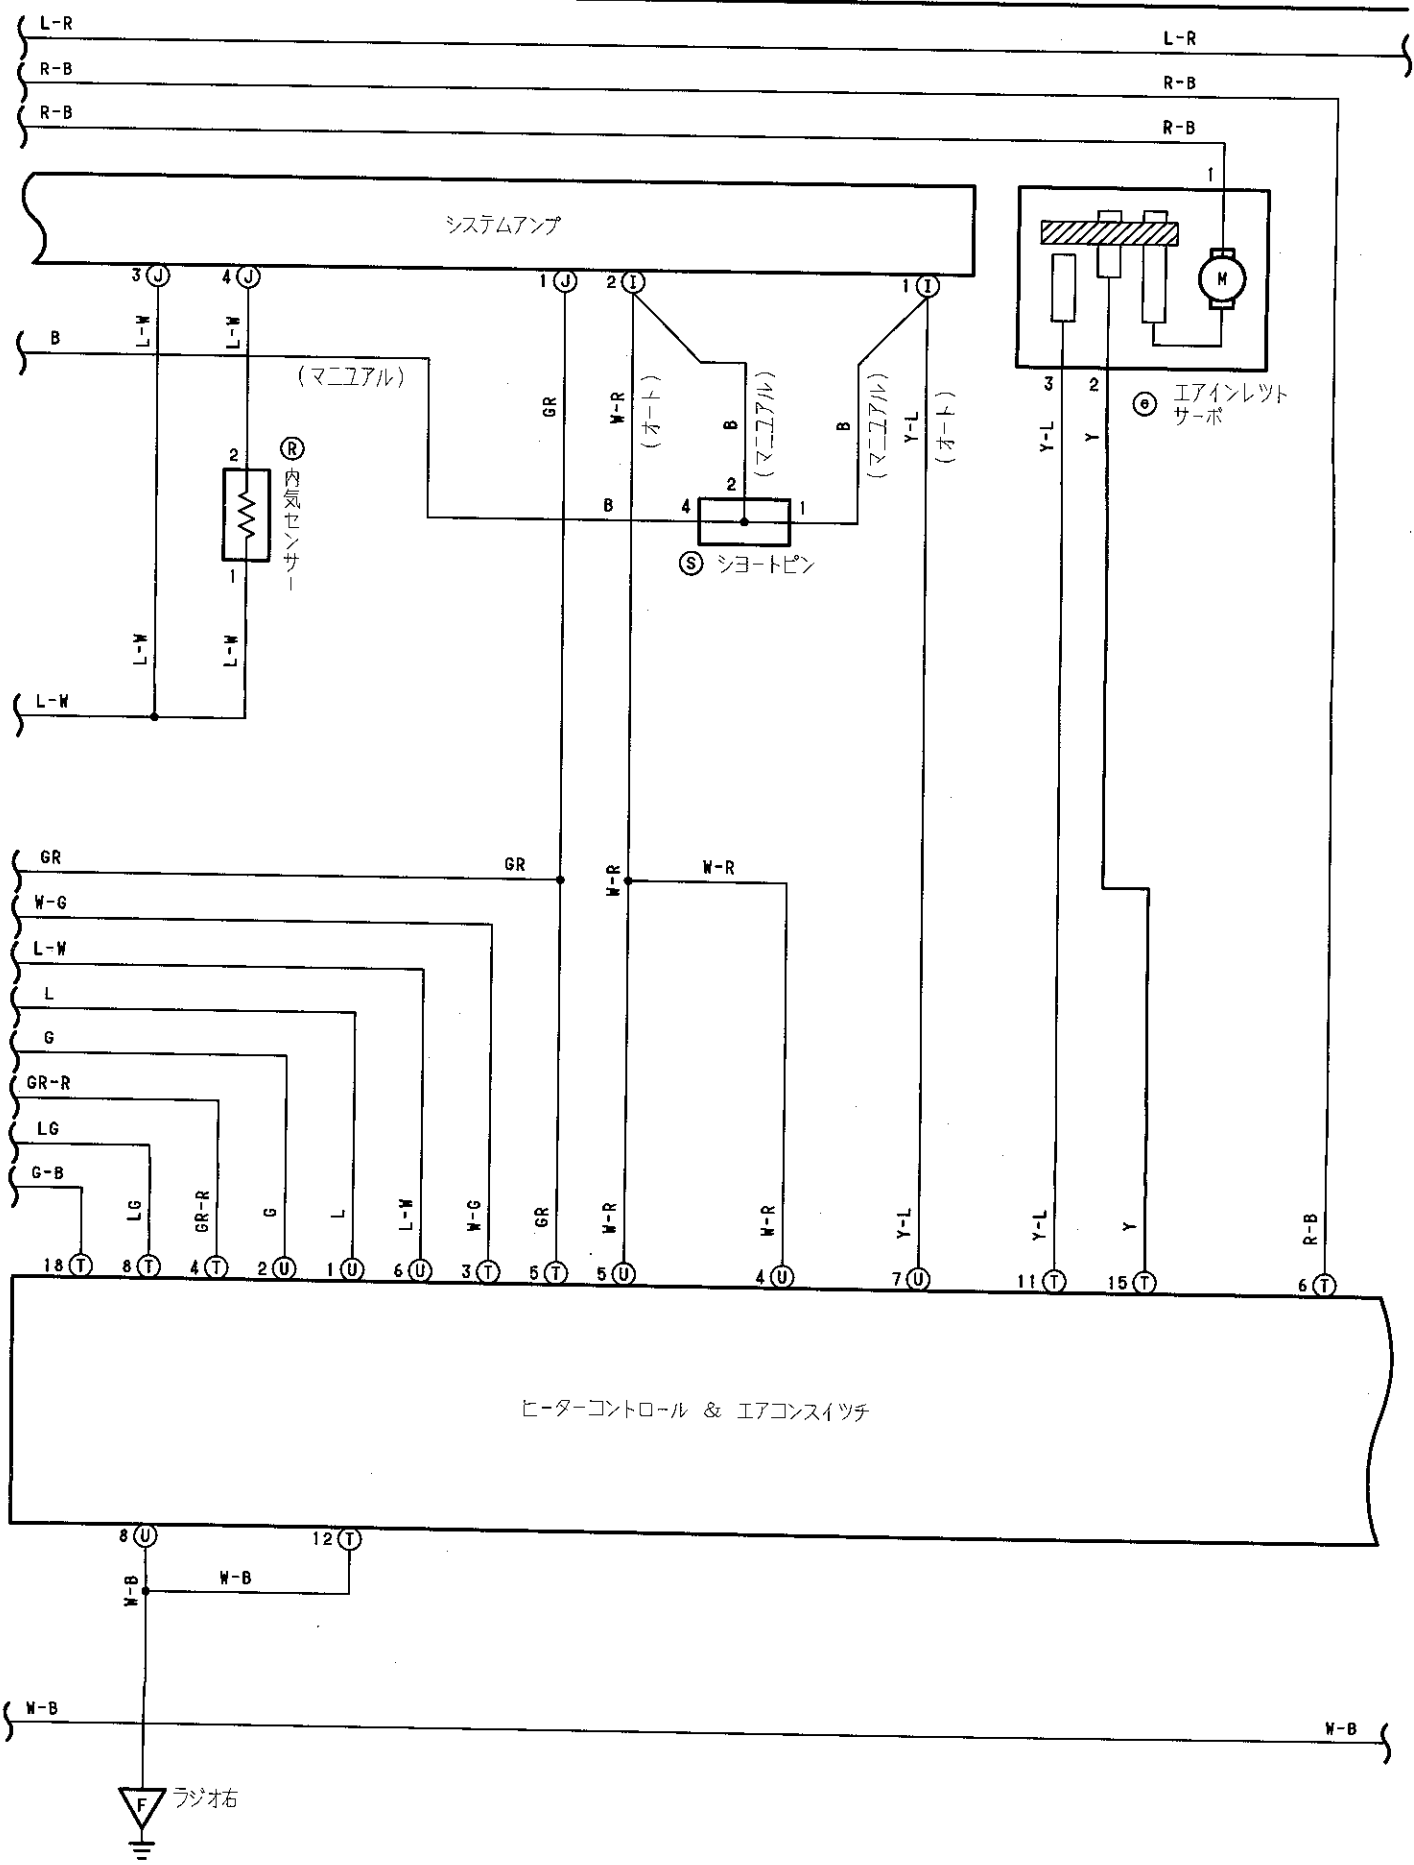 L-R
L-R
R-B
R-B
R-B
R-B
1
システムアンプ
M
3 J
4 J
1 J
2 I
1 I
L-W
L-W
B
(マニュアル)
GR
W-R
(オート)
B
(マニュアル)
B
(マニュアル)
Y-L
(オート)
3
2
e エアインレット
サーボ
Y-L
Y
2
R
内気センサー
1
B
4
2
1
S ショートピン
L-W
L-W
L-W
GR
GR
W-R
W-R
W-G
L-W
L
G
GR-R
LG
G-B
LG
GR-R
G
L
L-W
W-G
GR
W-R
W-R
Y-L
Y-L
Y
R-B
18 T
8 T
4 T
2 U
1 U
6 U
3 T
5 T
5 U
4 U
7 U
11 T
15 T
6 T
ヒーターコントロール & エアコンスイッチ
8 U
12 T
W-B
W-B
W-B
W-B
F
ラジオ右